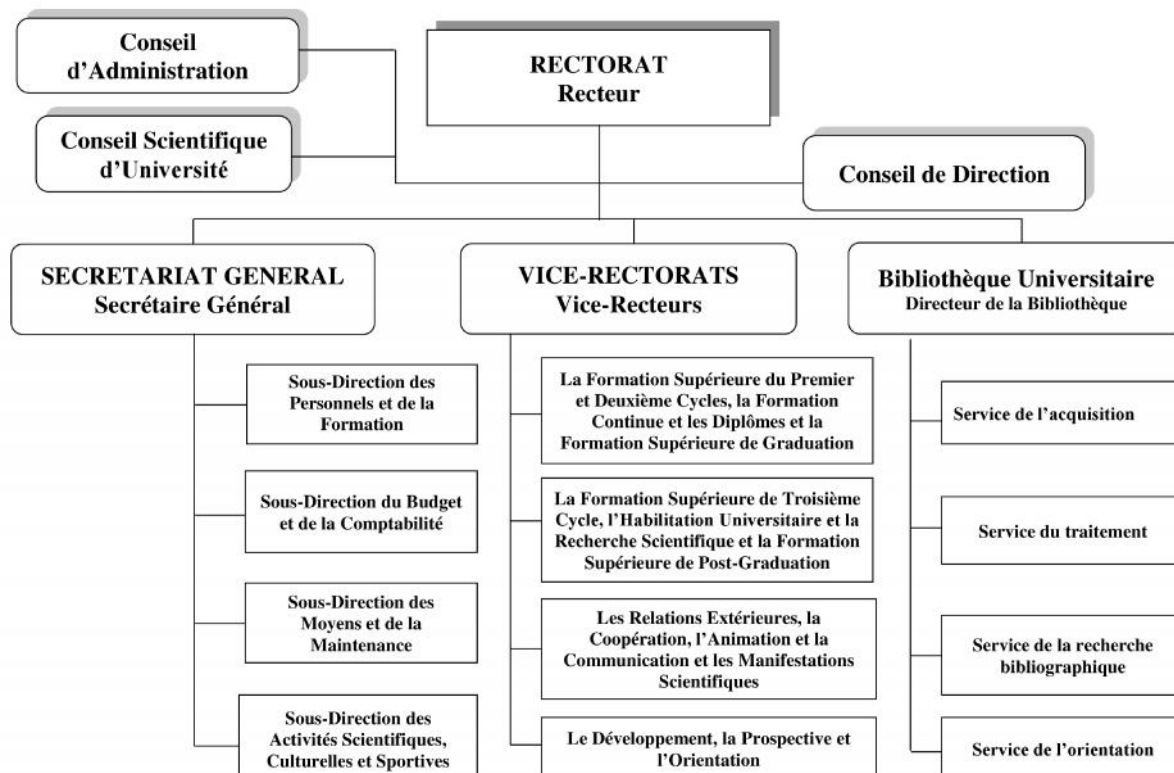 Conseil
d'Administration
RECTORAT
Recteur
Conseil Scientifique
d'Université
Conseil de Direction
SECRETARIAT GENERAL
Secrétaire Général
VICE-RECTORATS
Vice-Recteurs
Bibliothèque Universitaire
Directeur de la Bibliothèque
Sous-Direction des
Personnels et de la
Formation
Sous-Direction du Budget
et de la Comptabilité
Sous-Direction des
Moyens et de la
Maintenance
Sous-Direction des
Activités Scientifiques,
Culturelles et Sportives
La Formation Supérieure du Premier
et Deuxième Cycles, la Formation
Continue et les Diplômes et la
Formation Supérieure de Graduation
La Formation Supérieure de Troisième
Cycle, l'Habilitation Universitaire et la
Recherche Scientifique et la Formation
Supérieure de Post-Graduation
Les Relations Extérieures, la
Coopération, l'Animation et la
Communication et les Manifestations
Scientifiques
Le Développement, la Prospective et
l'Orientation
Service de l'acquisition
Service du traitement
Service de la recherche
bibliographique
Service de l'orientation